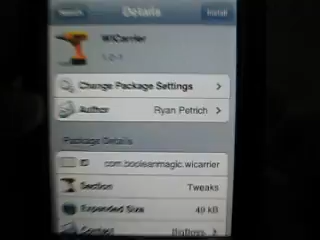 Search Details Install
WiCarrier
1.0-1
Change Package Settings
Author Ryan Petrich
Package Details
ID com.booleanmagic.wicarrier
Section Tweaks
Expanded Size 49 kB
Contact BigBoss